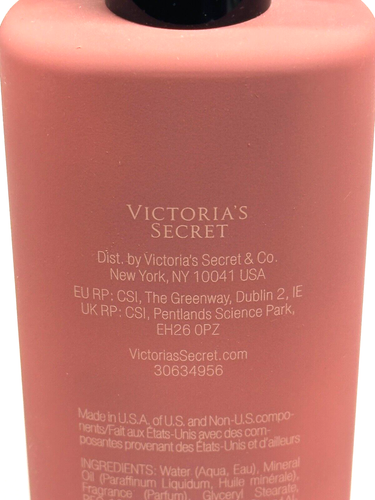 VICTORIA'S
SECRET
Dist. by Victoria's Secret & Co.
New York, NY 10041 USA
EU RP: CSI, The Greenway, Dublin 2, IE
UK RP: CSI, Pentlands Science Park,
EH26 0PZ
VictoriasSecret.com
30634956
Made in U.S.A. of U.S. and Non-U.S. compo-
nents/Fait aux États-Unis avec des com-
posantes provenant des États-Unis et d'ailleurs
INGREDIENTS: Water (Aqua, Eau), Mineral
Oil (Paraffinum Liquidum, Huile minérale),
Fragrance (Parfum), Glyceryl Stearate